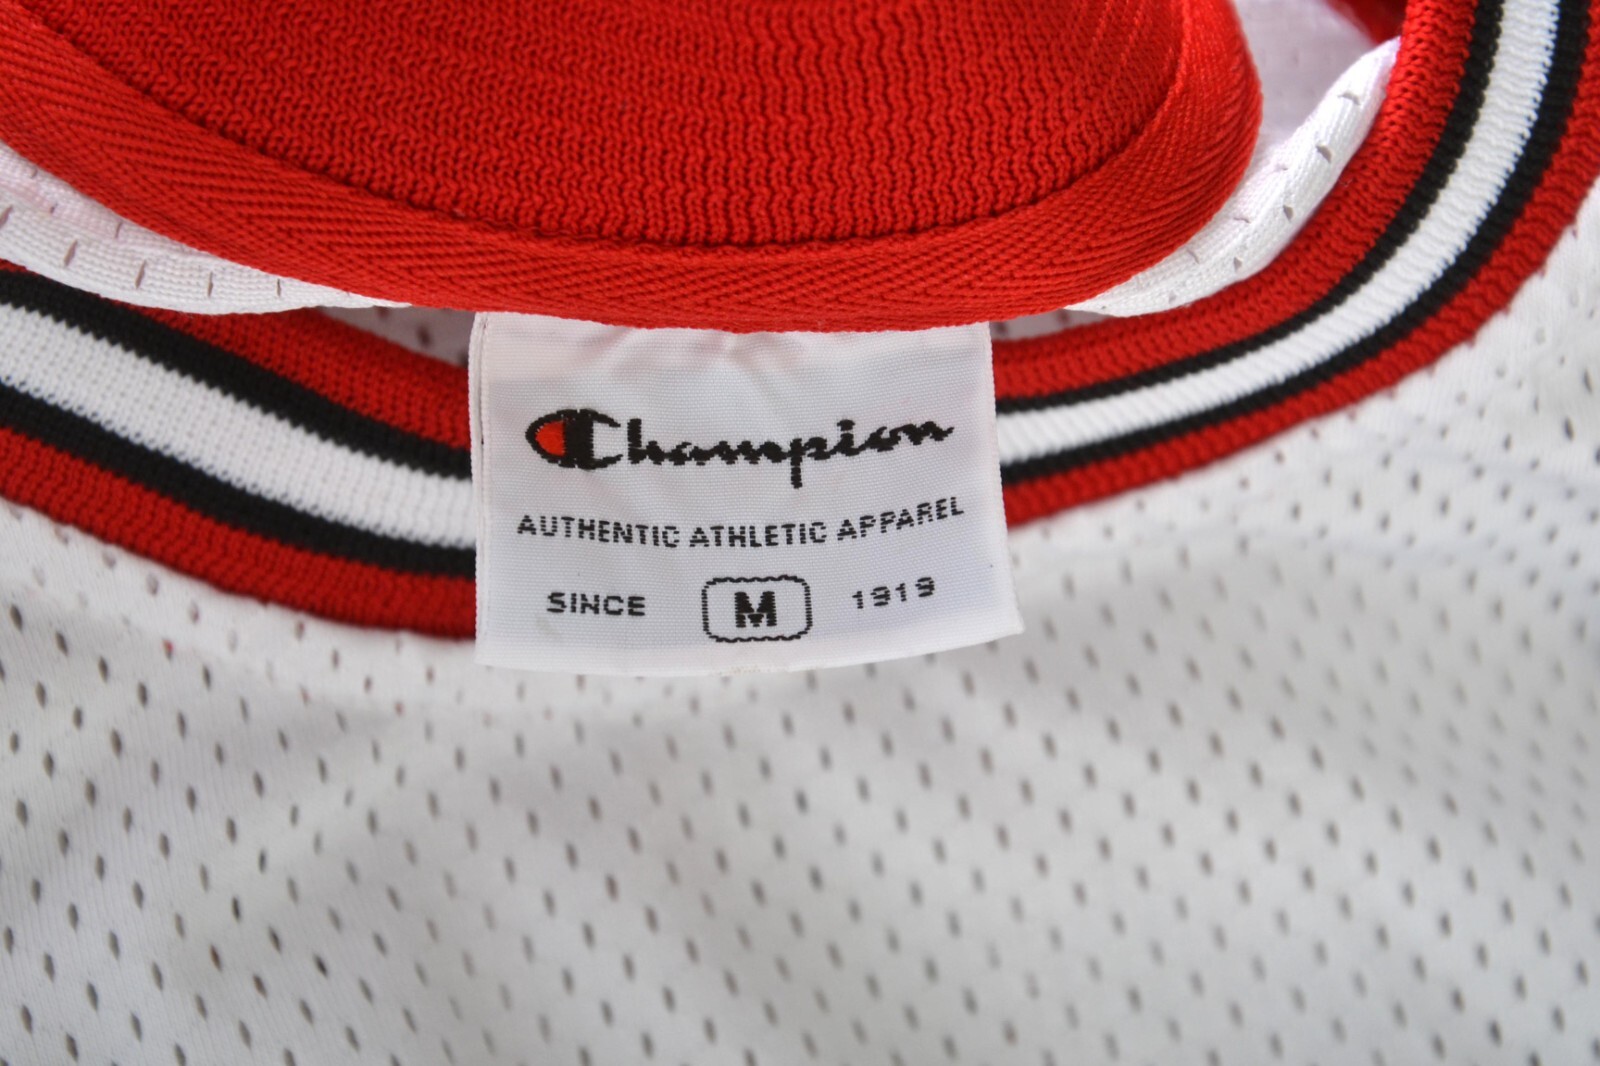 Champion
AUTHENTIC ATHLETIC APPAREL
SINCE M 1919